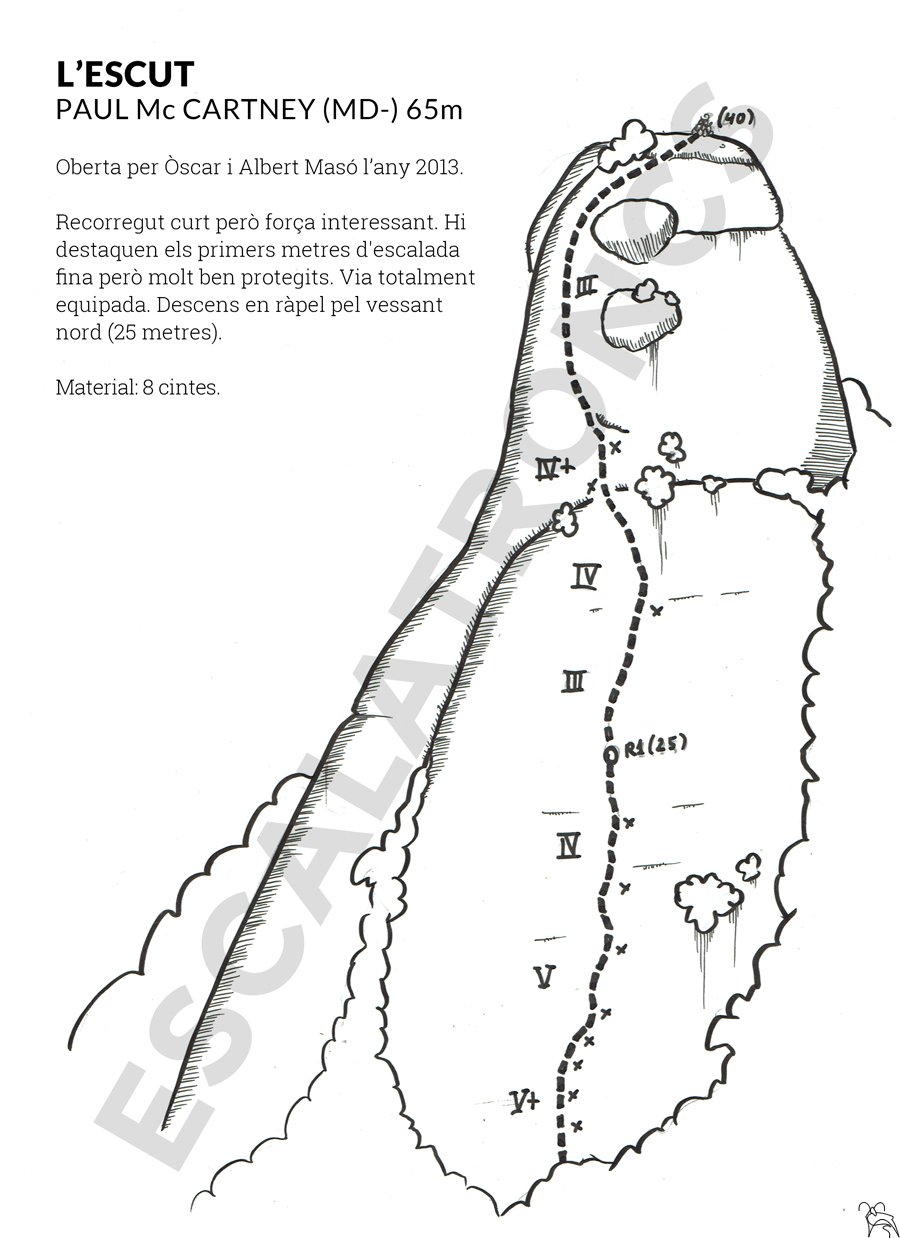 L'ESCUT
PAUL Mc CARTNEY (MD-) 65m
Oberta per Òscar i Albert Masó l'any 2013.
Recorregut curt però força interessant. Hi
destaquen els primers metres d'escalada
fina però molt ben protegits. Via totalment
equipada. Descens en ràpel pel vessant
nord (25 metres).
Material: 8 cintes.
(40)
III
IV+
IV
III
R1(25)
IV
V
V+
ESCALATRONCS